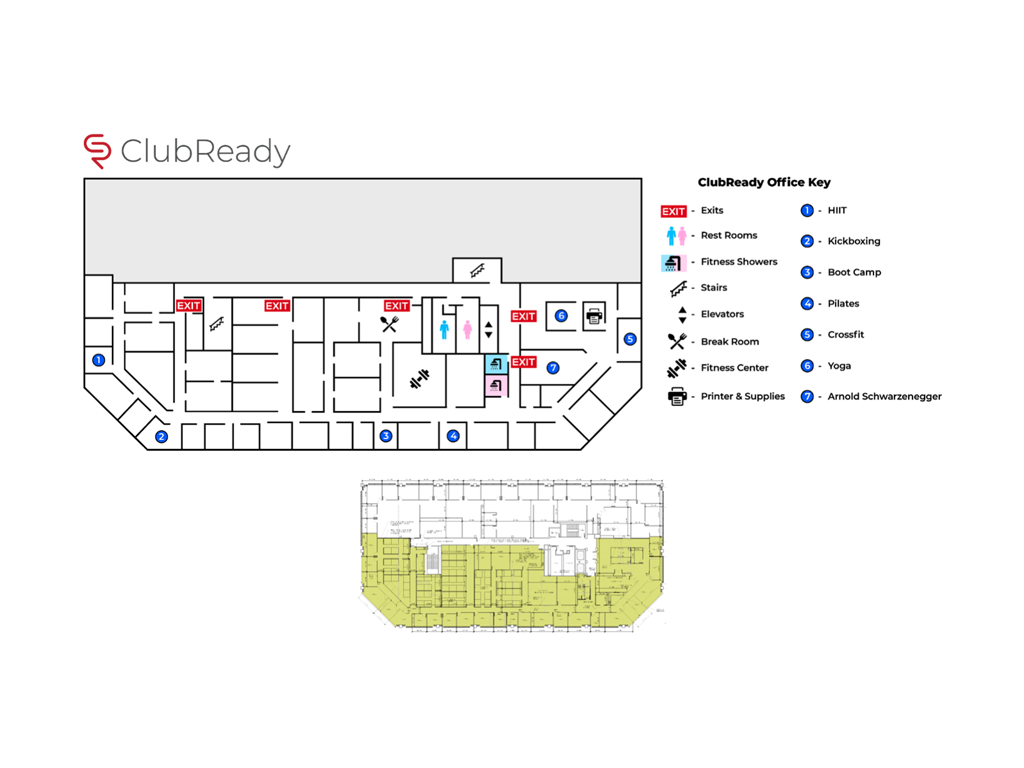 ClubReady
ClubReady Office Key
EXIT - Exits
- Rest Rooms
- Fitness Showers
- Stairs
- Elevators
- Break Room
- Fitness Center
- Printer & Supplies
1 - HIIT
2 - Kickboxing
3 - Boot Camp
4 - Pilates
5 - Crossfit
6 - Yoga
7 - Arnold Schwarzenegger
EXIT
EXIT
EXIT
EXIT
6
5
1
EXIT
7
2
3
4